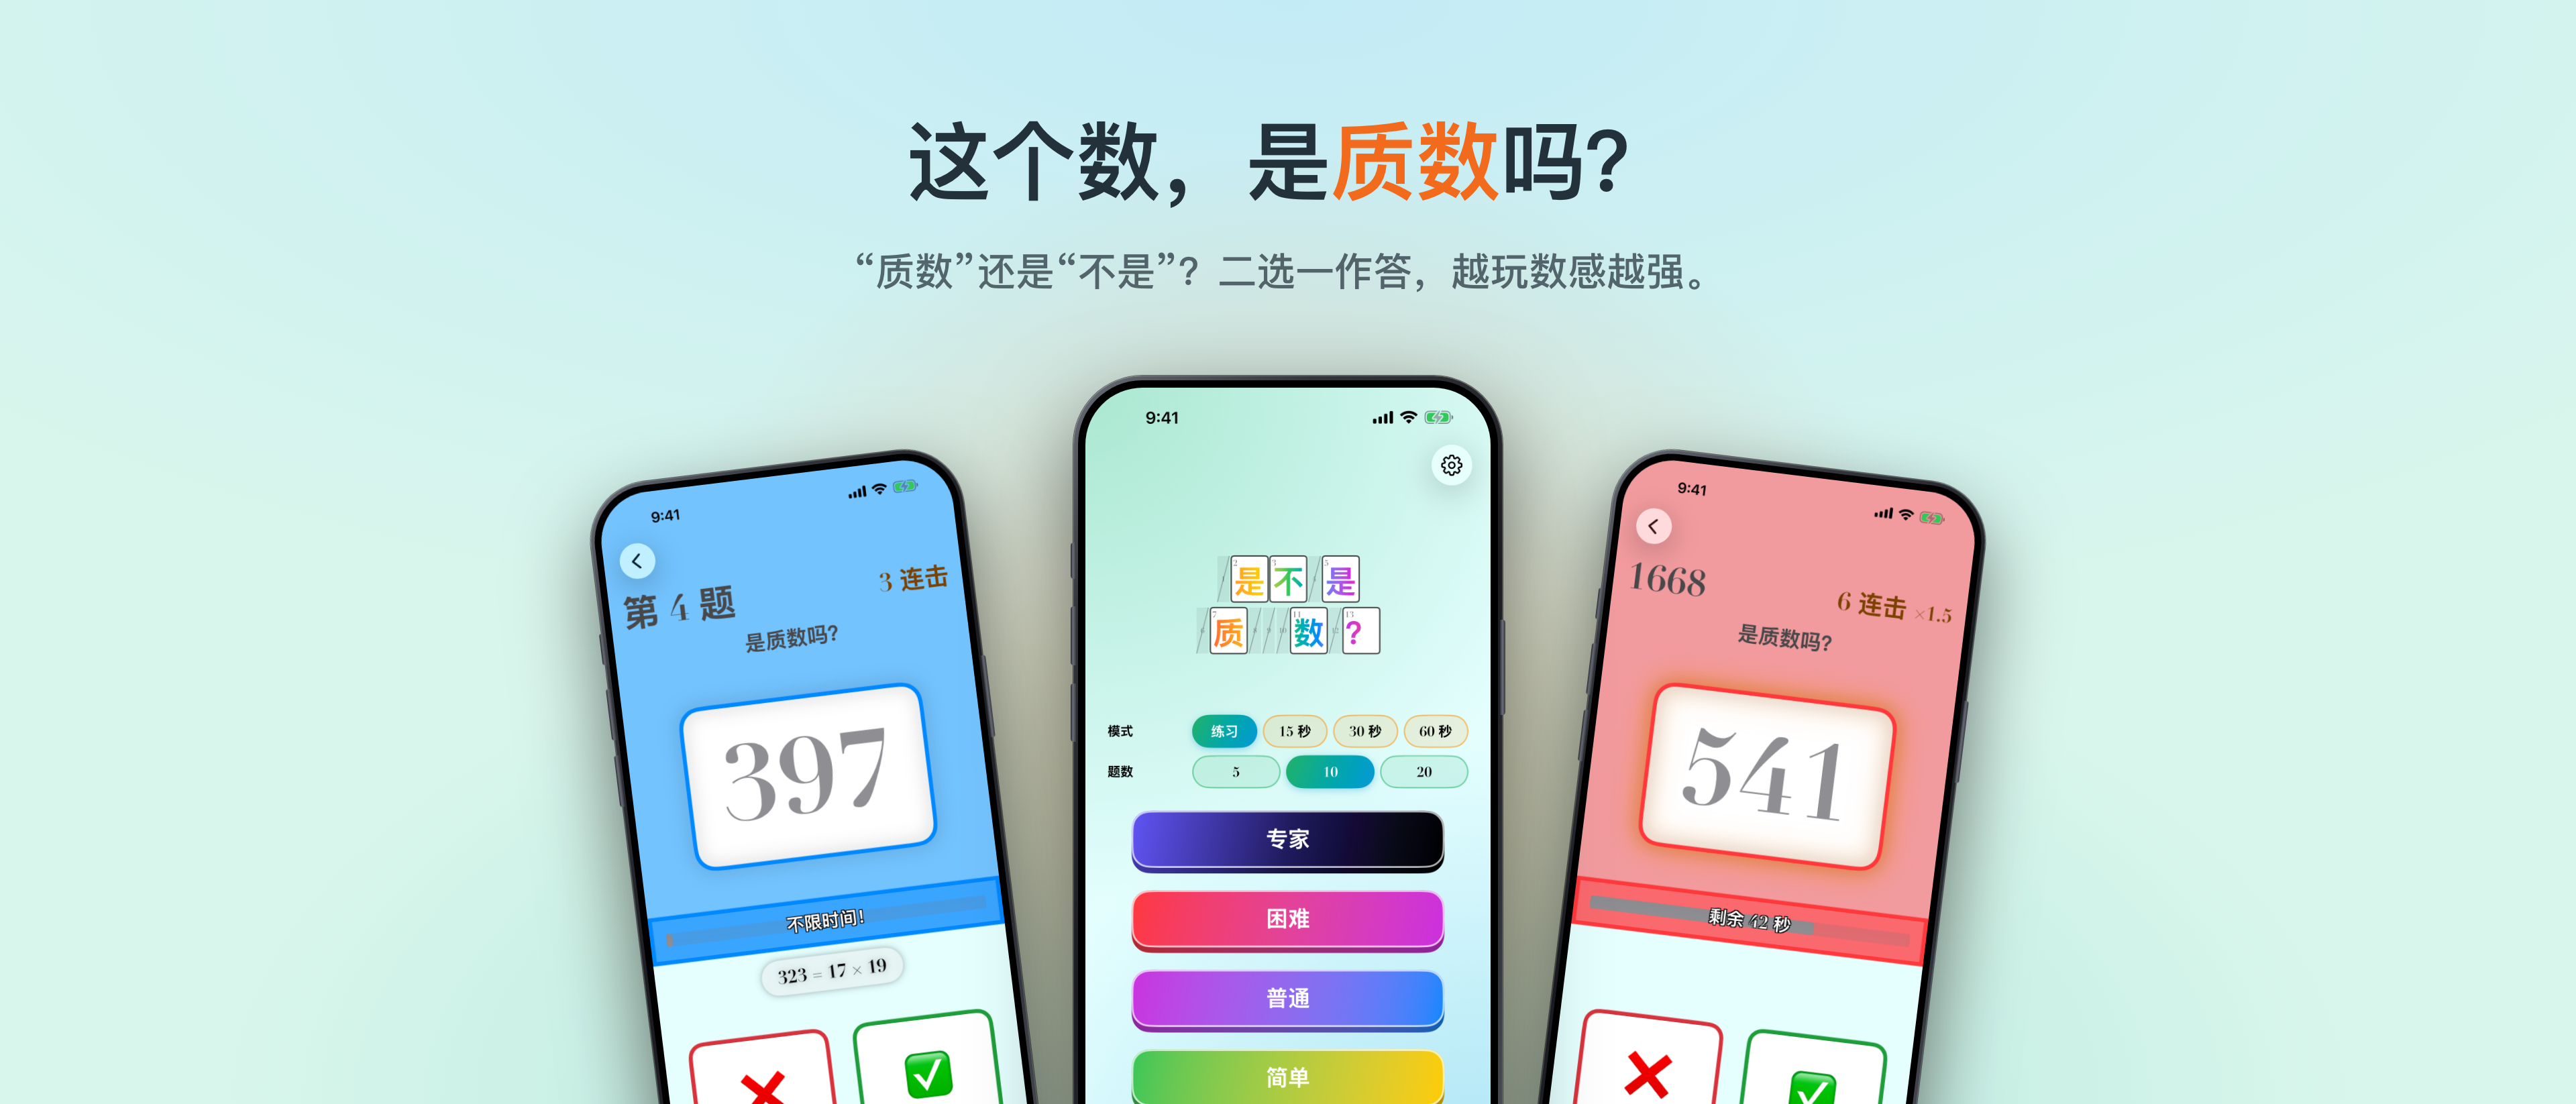 这个数，是质数吗？
“质数”还是“不是”？二选一作答，越玩数感越强。
9:41
第 4 题
3 连击
是质数吗？
397
不限时间！
323 = 17 × 19
9:41
是不是
质数？
模式
练习
15 秒
30 秒
60 秒
题数
5
10
20
专家
困难
普通
简单
9:41
1668
6 连击 ×1.5
是质数吗？
541
剩余 42 秒